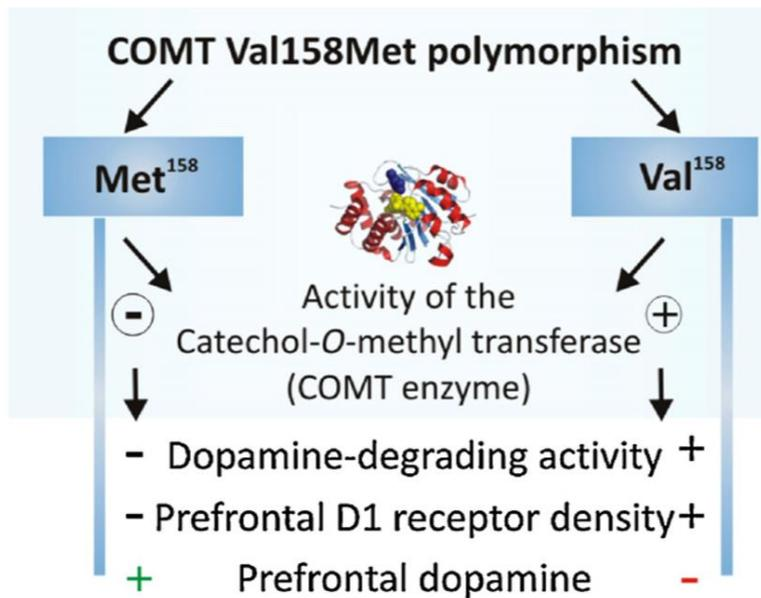 COMT Val158Met polymorphism
Met¹⁵⁸
Val¹⁵⁸
Activity of the
- Catechol-O-methyl transferase +
(COMT enzyme)
- Dopamine-degrading activity +
- Prefrontal D1 receptor density+
+ Prefrontal dopamine -